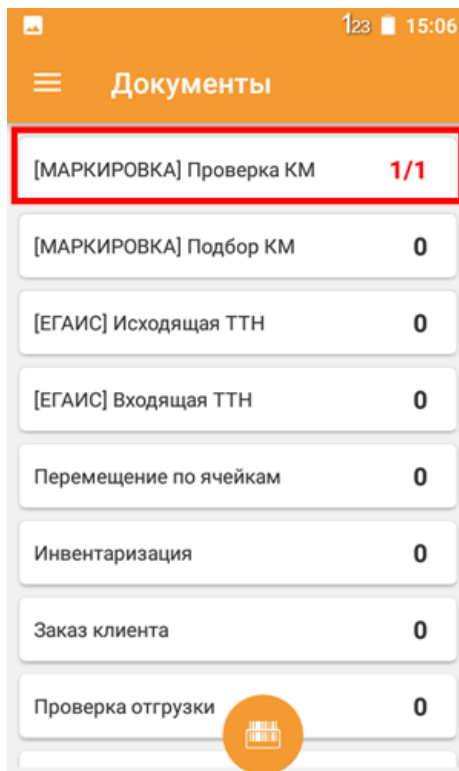 123 15:06
Документы
[МАРКИРОВКА] Проверка КМ 1/1
[МАРКИРОВКА] Подбор КМ 0
[ЕГАИС] Исходящая ТТН 0
[ЕГАИС] Входящая ТТН 0
Перемещение по ячейкам 0
Инвентаризация 0
Заказ клиента 0
Проверка отгрузки 0